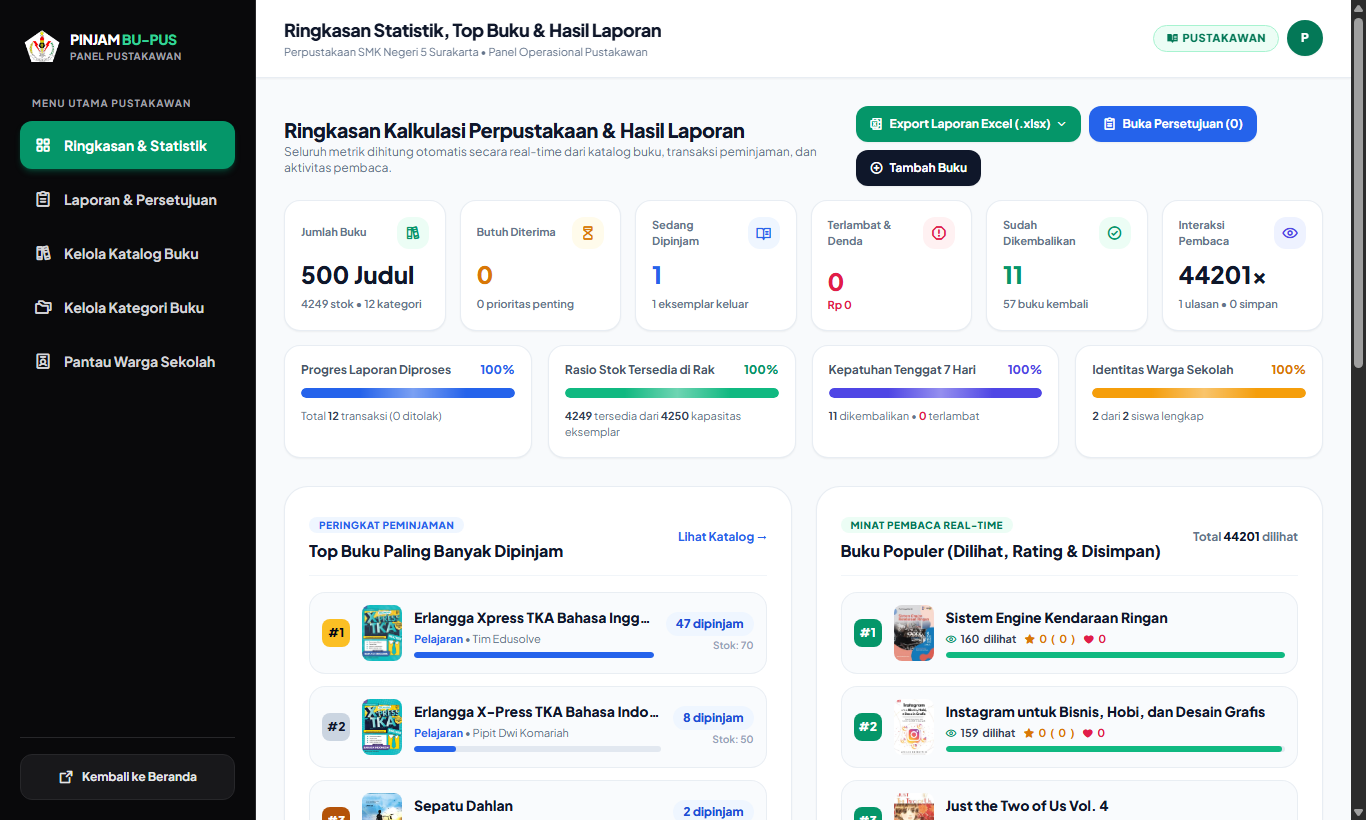 PINJAM BU-PUS
PANEL PUSTAKAWAN
MENU UTAMA PUSTAKAWAN
Ringkasan & Statistik
Laporan & Persetujuan
Kelola Katalog Buku
Kelola Kategori Buku
Pantau Warga Sekolah
Kembali ke Beranda
Ringkasan Statistik, Top Buku & Hasil Laporan
Perpustakaan SMK Negeri 5 Surakarta • Panel Operasional Pustakawan
PUSTAKAWAN
P
Ringkasan Kalkulasi Perpustakaan & Hasil Laporan
Seluruh metrik dihitung otomatis secara real-time dari katalog buku, transaksi peminjaman, dan
aktivitas pembaca.
Export Laporan Excel (.xlsx)
Buka Persetujuan (0)
Tambah Buku
Jumlah Buku
500 Judul
4249 stok • 12 kategori
Butuh Diterima
0
0 prioritas penting
Sedang
Dipinjam
1
1 eksemplar keluar
Terlambat &
Denda
0
Rp 0
Sudah
Dikembalikan
11
57 buku kembali
Interaksi
Pembaca
44201×
1 ulasan • 0 simpan
Progres Laporan Diproses 100%
Total 12 transaksi (0 ditolak)
Rasio Stok Tersedia di Rak 100%
4249 tersedia dari 4250 kapasitas
eksemplar
Kepatuhan Tenggat 7 Hari 100%
11 dikembalikan • 0 terlambat
Identitas Warga Sekolah 100%
2 dari 2 siswa lengkap
PERINGKAT PEMINJAMAN
Top Buku Paling Banyak Dipinjam
Lihat Katalog →
#1
Erlangga Xpress TKA Bahasa Ingg...
Pelajaran • Tim Edusolve
47 dipinjam
Stok: 70
#2
Erlangga X-Press TKA Bahasa Indo...
Pelajaran • Pipit Dwi Komariah
8 dipinjam
Stok: 50
#3
Sepatu Dahlan
2 dipinjam
MINAT PEMBACA REAL-TIME
Buku Populer (Dilihat, Rating & Disimpan)
Total 44201 dilihat
#1
Sistem Engine Kendaraan Ringan
160 dilihat 0 ( 0 ) 0
#2
Instagram untuk Bisnis, Hobi, dan Desain Grafis
159 dilihat 0 ( 0 ) 0
#3
Just the Two of Us Vol. 4